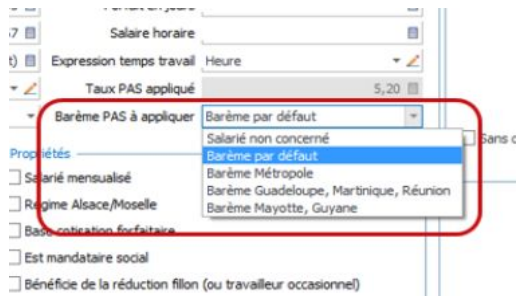 Salaire horaire
Expression temps travail Heure
Taux PAS appliqué 5,20
Barème PAS à appliquer Barème par défaut
Salarié non concerné
Barème par défaut
Barème Métropole
Barème Guadeloupe, Martinique, Réunion
Barème Mayotte, Guyane
Sans
Propriétés
Salarié mensualisé
Régime Alsace/Moselle
Base cotisation forfaitaire
Est mandataire social
Bénéficie de la réduction fillon (ou travailleur occasionnel)